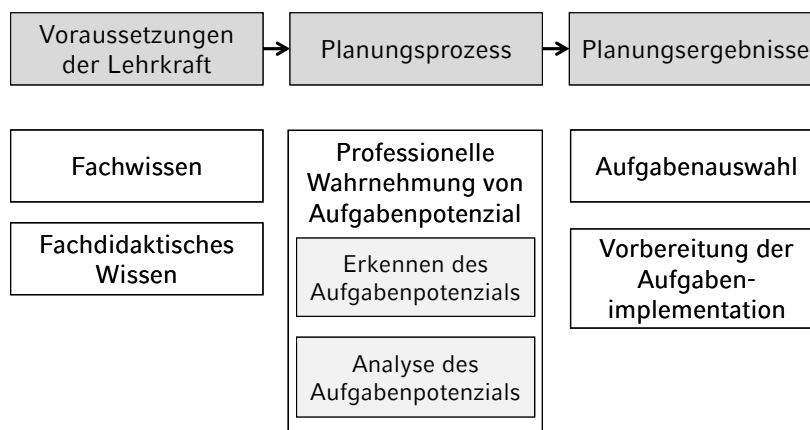 Voraussetzungen
der Lehrkraft
Planungsprozess
Planungsergebnisse
Fachwissen
Fachdidaktisches
Wissen
Professionelle
Wahrnehmung von
Aufgabenpotenzial
Erkennen des
Aufgabenpotenzials
Analyse des
Aufgabenpotenzials
Aufgabenauswahl
Vorbereitung der
Aufgaben-
implementation